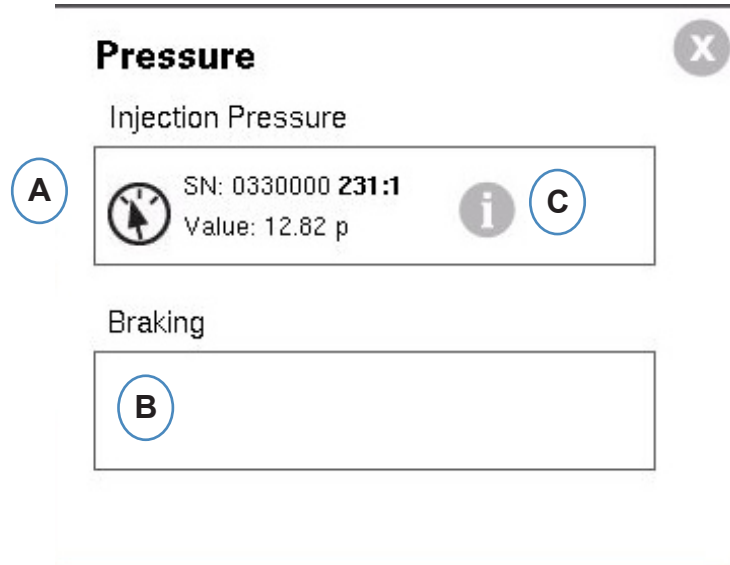 Pressure
X
Injection Pressure
A
SN: 0330000 231:1
Value: 12.82 p
i
C
Braking
B